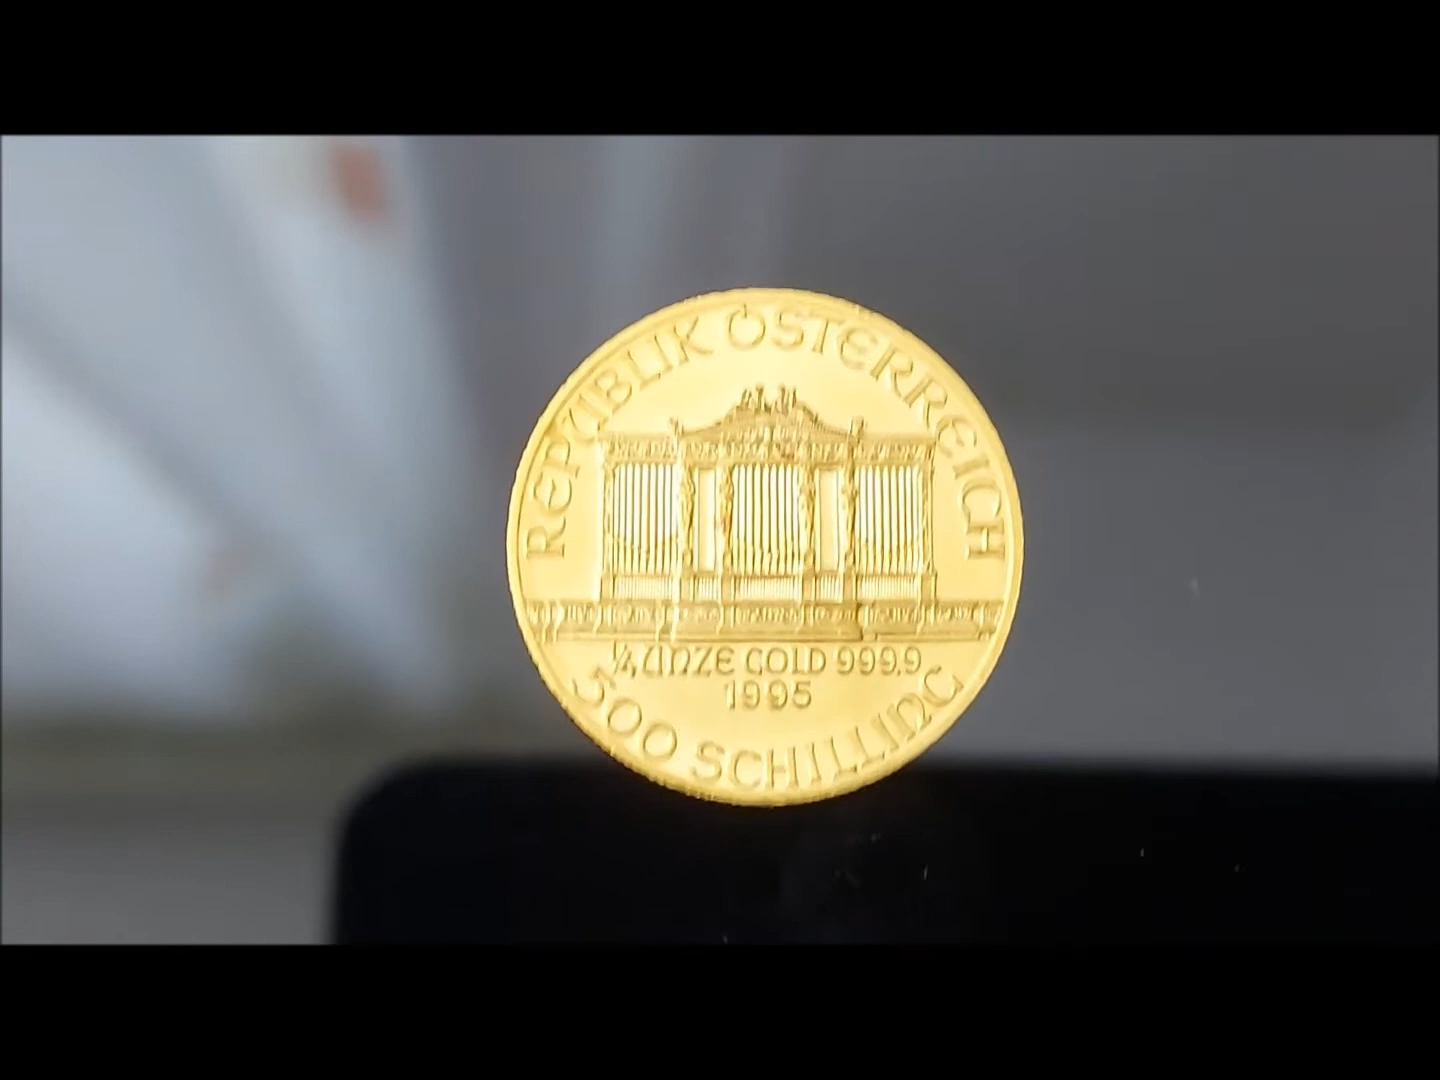 REPUBLIK ÖSTERREICH
1/4 UNZE GOLD 999.9
1995
500 SCHILLING